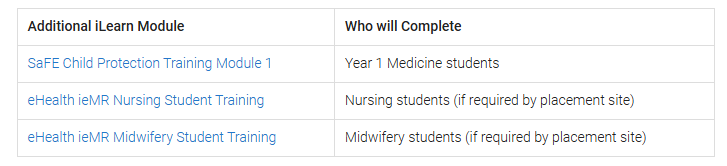 Additional iLearn Module Who will Complete
SaFE Child Protection Training Module 1 Year 1 Medicine students
eHealth ieMR Nursing Student Training Nursing students (if required by placement site)
eHealth ieMR Midwifery Student Training Midwifery students (if required by placement site)